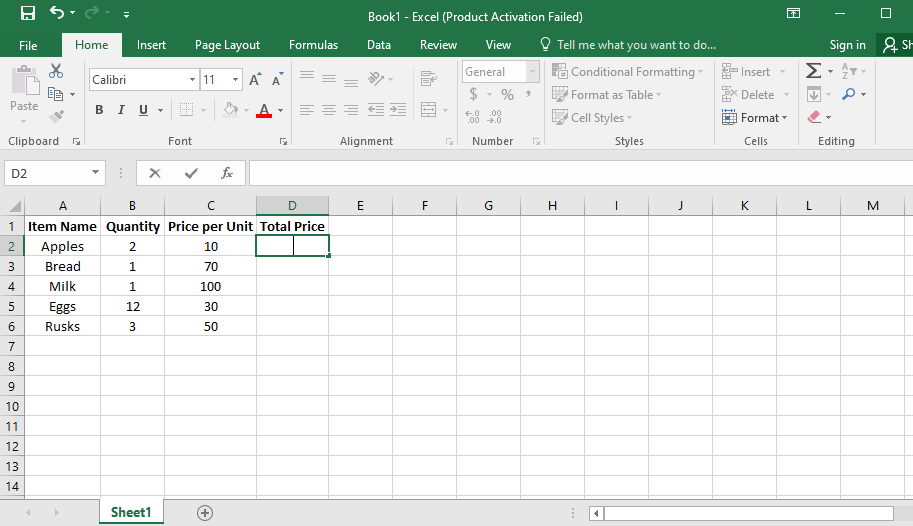 Book1 - Excel (Product Activation Failed)
File Home Insert Page Layout Formulas Data Review View Tell me what you want to do... Sign in Sh
Paste
Calibri 11 A A General Conditional Formatting Insert Σ
B I U A $ % , Format as Table Delete
Cell Styles Format
Clipboard Font Alignment Number Styles Cells Editing
D2 fx
A B C D E F G H I J K L M
1 Item Name Quantity Price per Unit Total Price
2 Apples 2 10
3 Bread 1 70
4 Milk 1 100
5 Eggs 12 30
6 Rusks 3 50
7
8
9
10
11
12
13
14
Sheet1